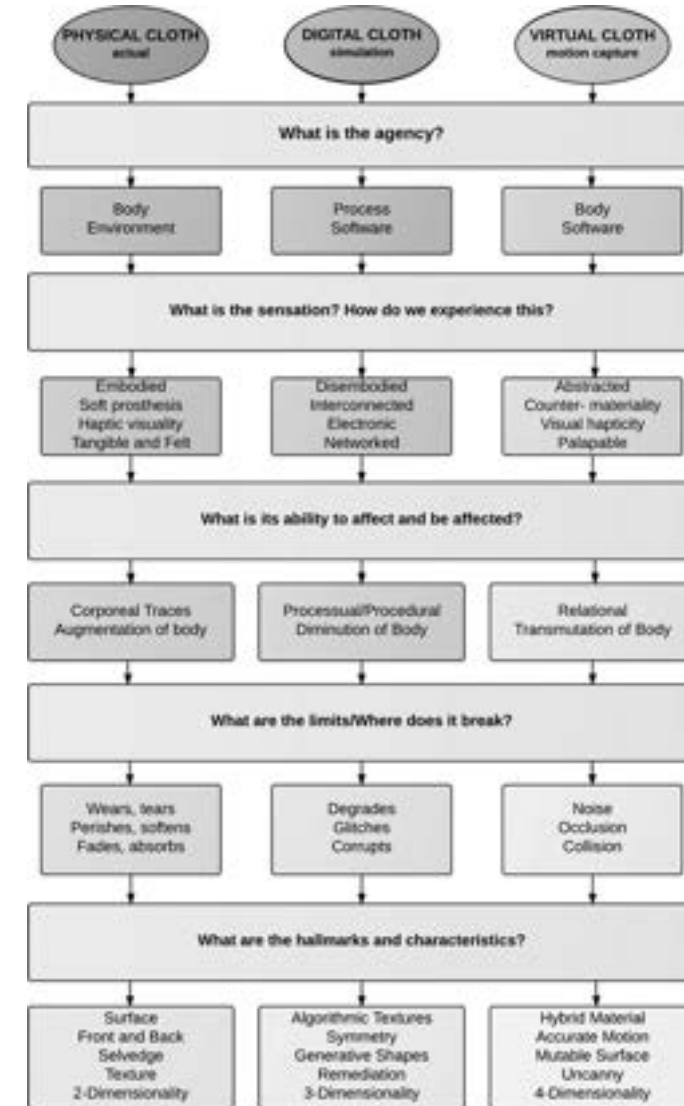 PHYSICAL CLOTH
actual
DIGITAL CLOTH
simulation
VIRTUAL CLOTH
motion capture
What is the agency?
Body
Environment
Process
Software
Body
Software
What is the sensation? How do we experience this?
Embodied
Soft prosthesis
Haptic visuality
Tangible and Felt
Disembodied
Interconnected
Electronic
Networked
Abstracted
Counter- materiality
Visual hapticity
Palapable
What is its ability to affect and be affected?
Corporeal Traces
Augmentation of body
Processual/Procedural
Diminution of Body
Relational
Transmutation of Body
What are the limits/Where does it break?
Wears, tears
Perishes, softens
Fades, absorbs
Degrades
Glitches
Corrupts
Noise
Occlusion
Collision
What are the hallmarks and characteristics?
Surface
Front and Back
Selvedge
Texture
2-Dimensionality
Algorithmic Textures
Symmetry
Generative Shapes
Remediation
3-Dimensionality
Hybrid Material
Accurate Motion
Mutable Surface
Uncanny
4-Dimensionality